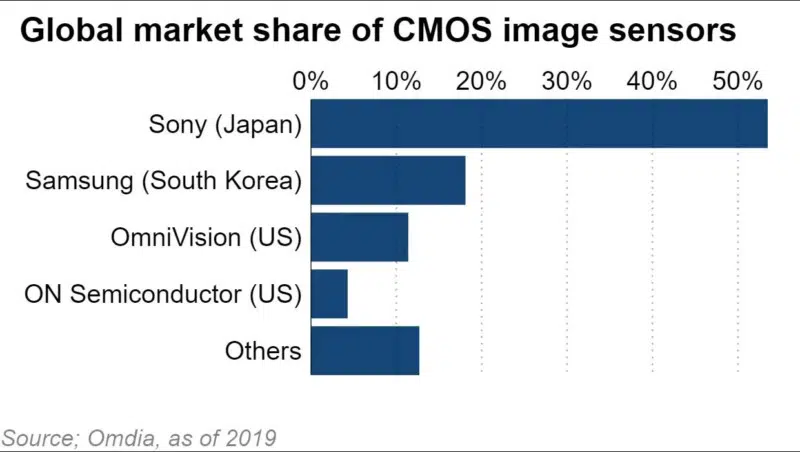 Global market share of CMOS image sensors
0% 10% 20% 30% 40% 50%
Sony (Japan)
Samsung (South Korea)
OmniVision (US)
ON Semiconductor (US)
Others
Source; Omdia, as of 2019